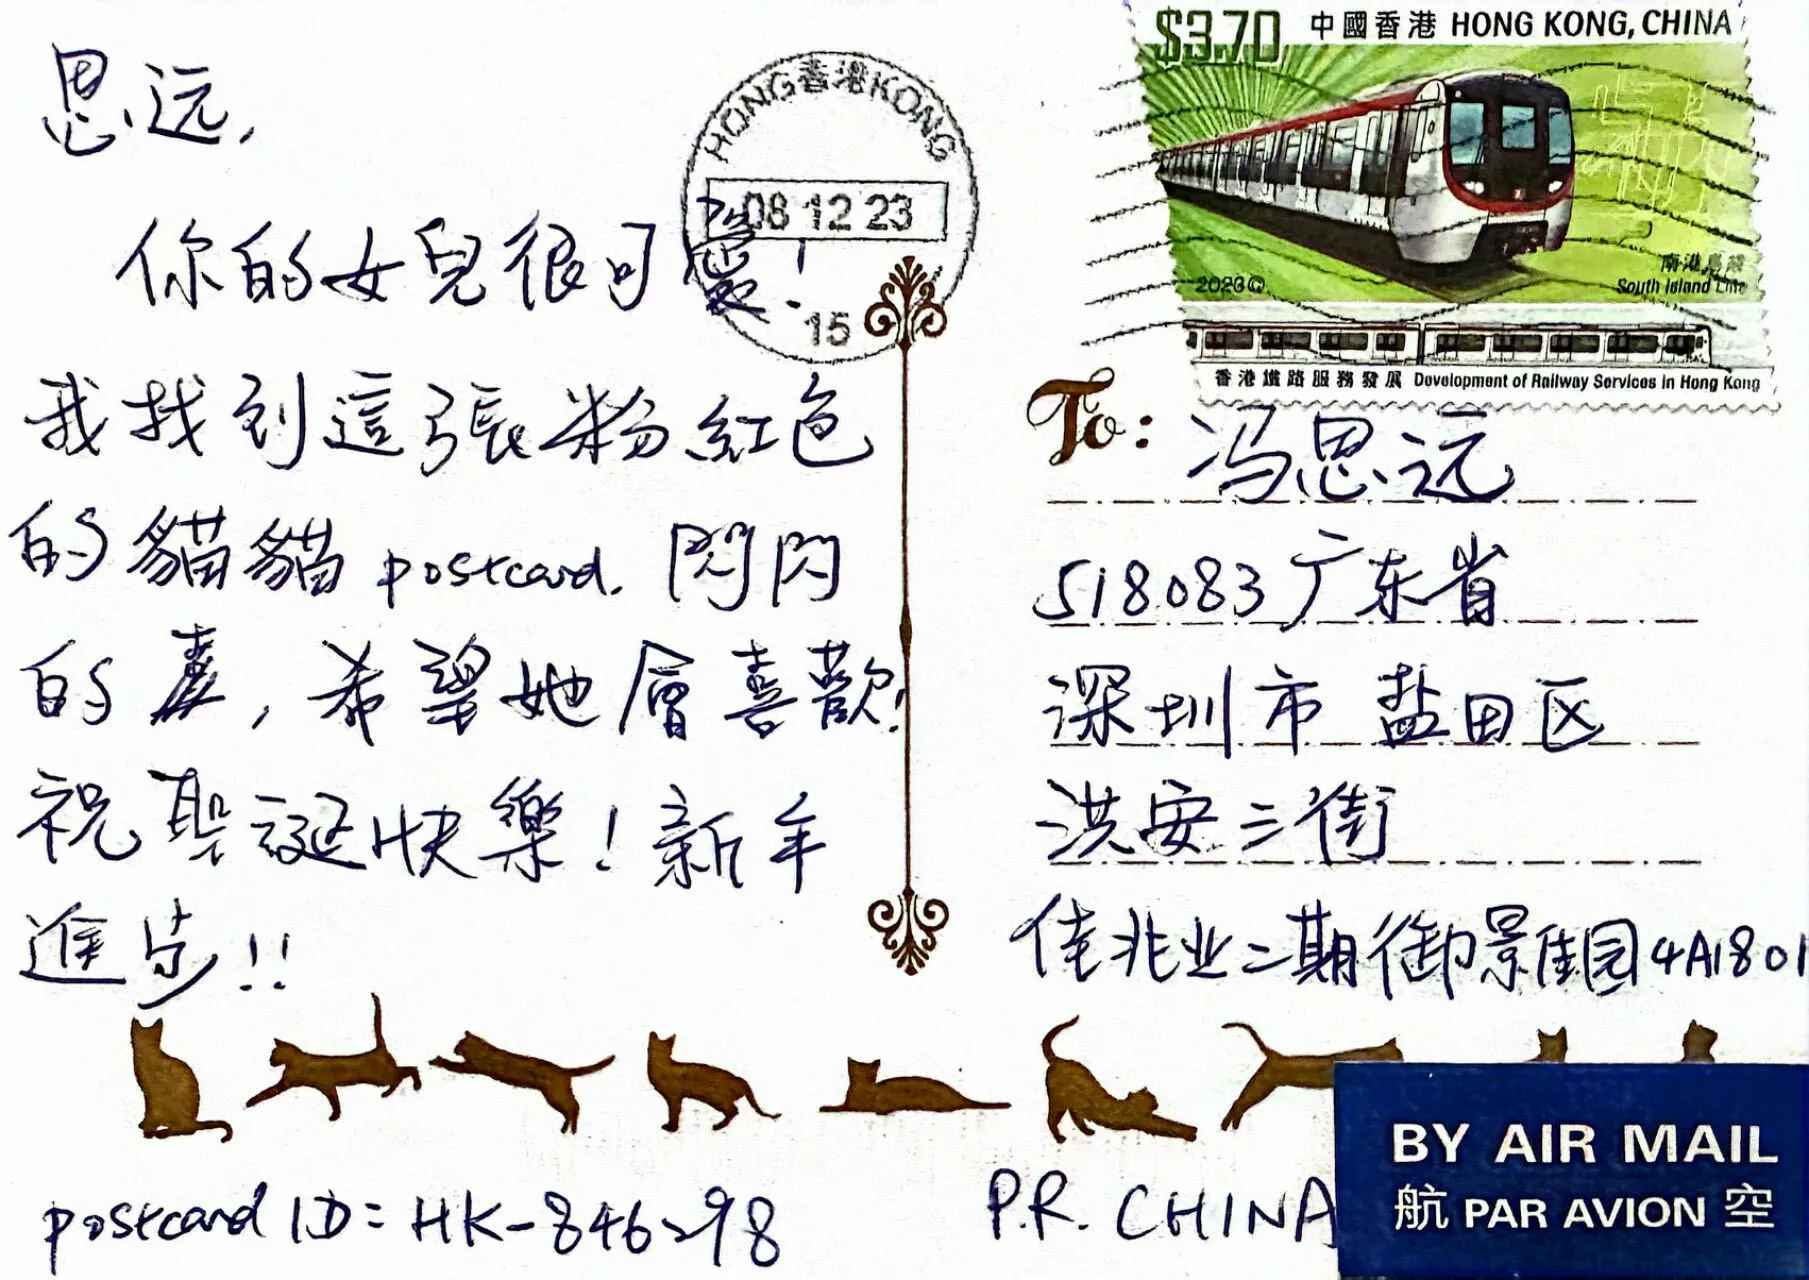 思远,
你的女兒很可愛!
我找到這張粉紅色
的貓貓 postcard. 閃閃
的, 希望她會喜歡!
祝聖誕快樂! 新年
進步!!
postcard ID: HK-846298
HONG 香港 KONG
08 12 23
15
$3.70 中國香港 HONG KONG, CHINA
南港島綫
South Island Line
2023
香港鐵路服務發展 Development of Railway Services in Hong Kong
To: 冯思远
518083 广东省
深圳市 盐田区
洪安三街
佳兆业二期御景佳园 4A1801
P.R. CHINA
BY AIR MAIL
航 PAR AVION 空